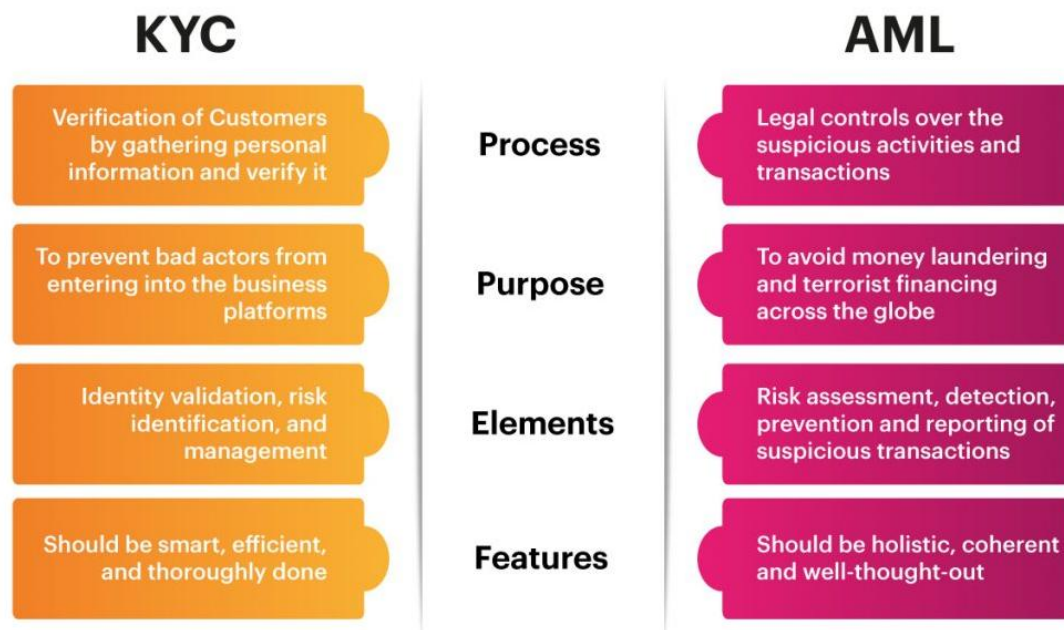 KYC
AML
Verification of Customers
by gathering personal
information and verify it
Process
Legal controls over the
suspicious activities and
transactions
To prevent bad actors from
entering into the business
platforms
Purpose
To avoid money laundering
and terrorist financing
across the globe
Identity validation, risk
identification, and
management
Elements
Risk assessment, detection,
prevention and reporting of
suspicious transactions
Should be smart, efficient,
and thoroughly done
Features
Should be holistic, coherent
and well-thought-out